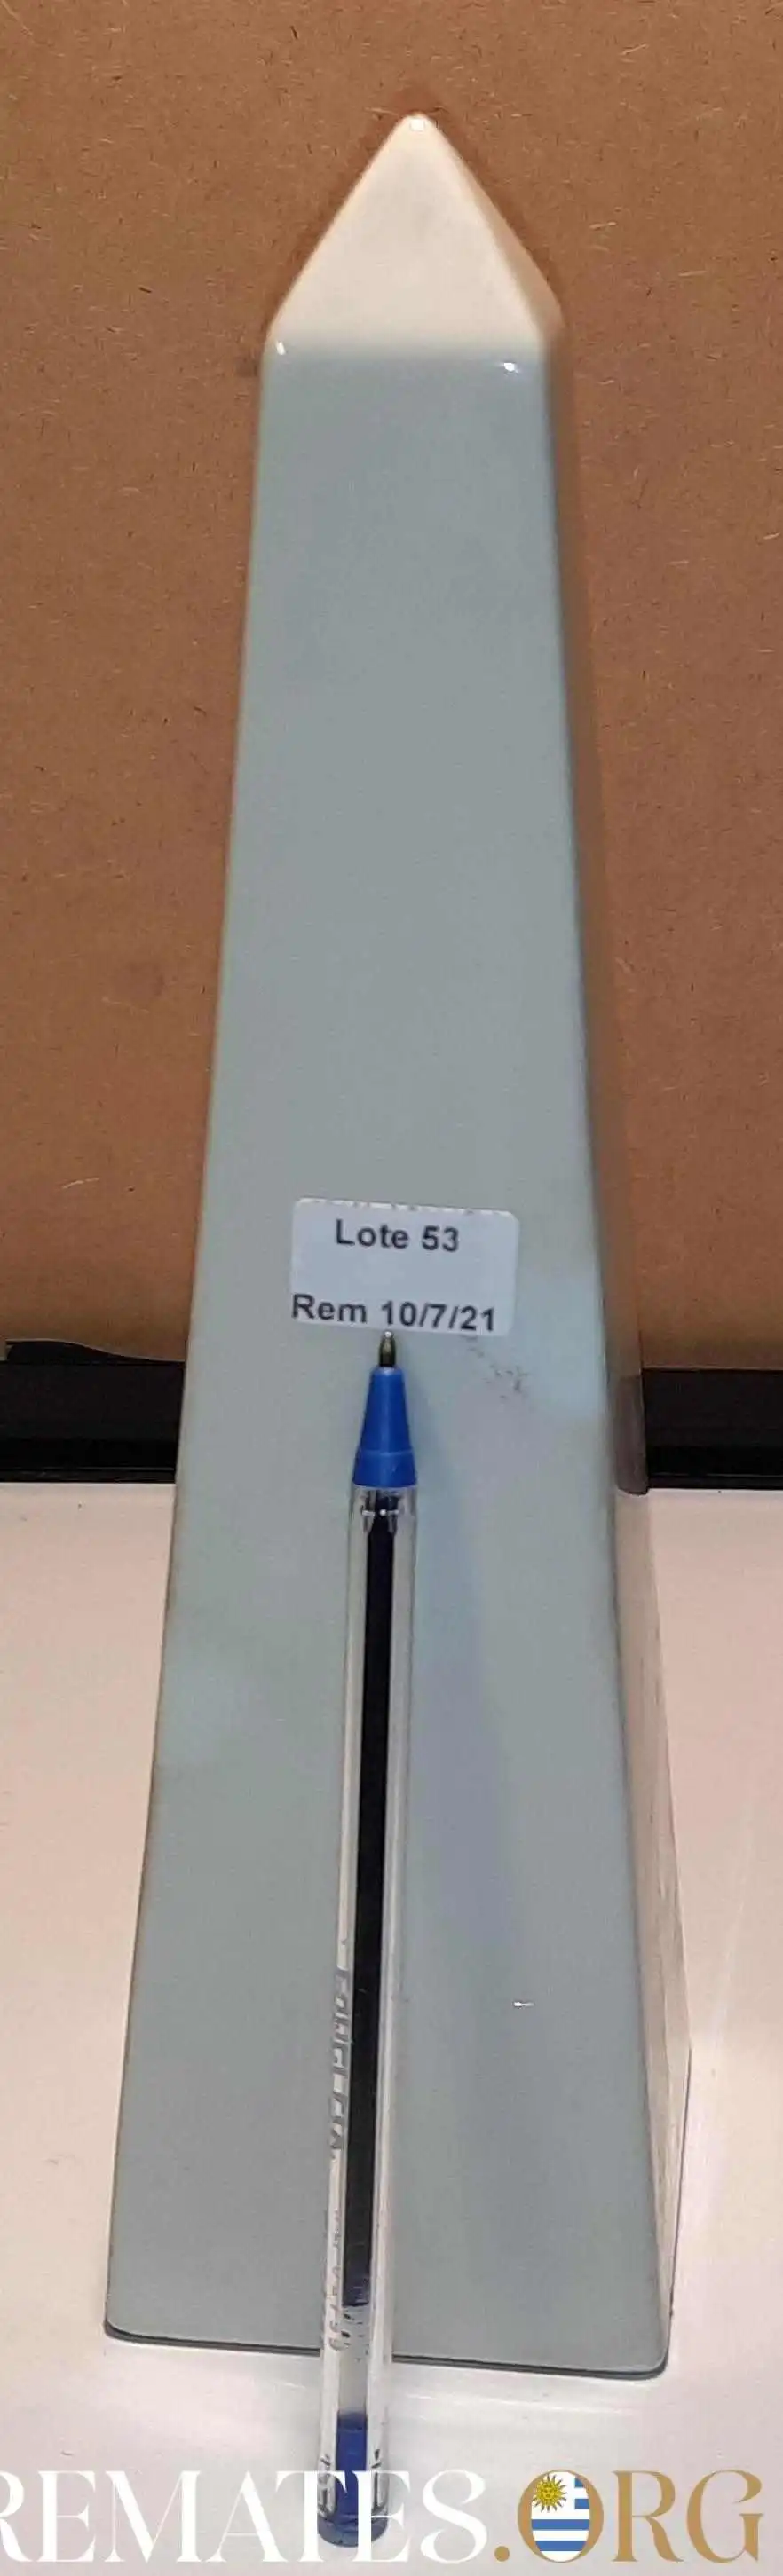 Lote 53
Rem 10/7/21
REMATES.ORG